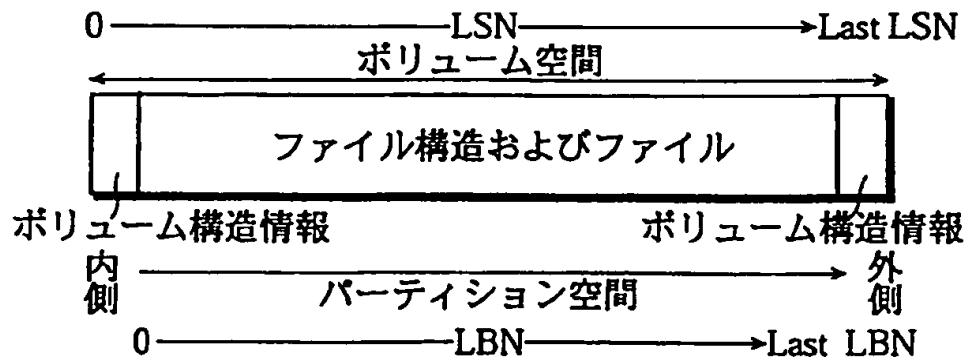 0 LSN Last LSN
ボリューム空間
ファイル構造およびファイル
ボリューム構造情報 ボリューム構造情報
内側 外側
パーティション空間
0 LBN Last LBN